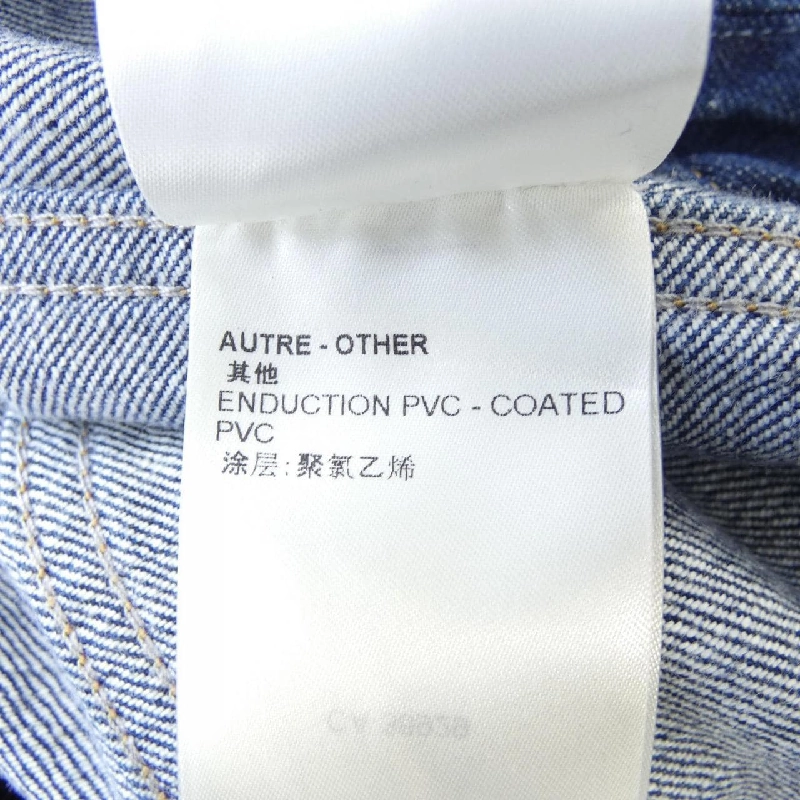 AUTRE - OTHER
其他
ENDUCTION PVC - COATED
PVC
涂层:聚氯乙烯